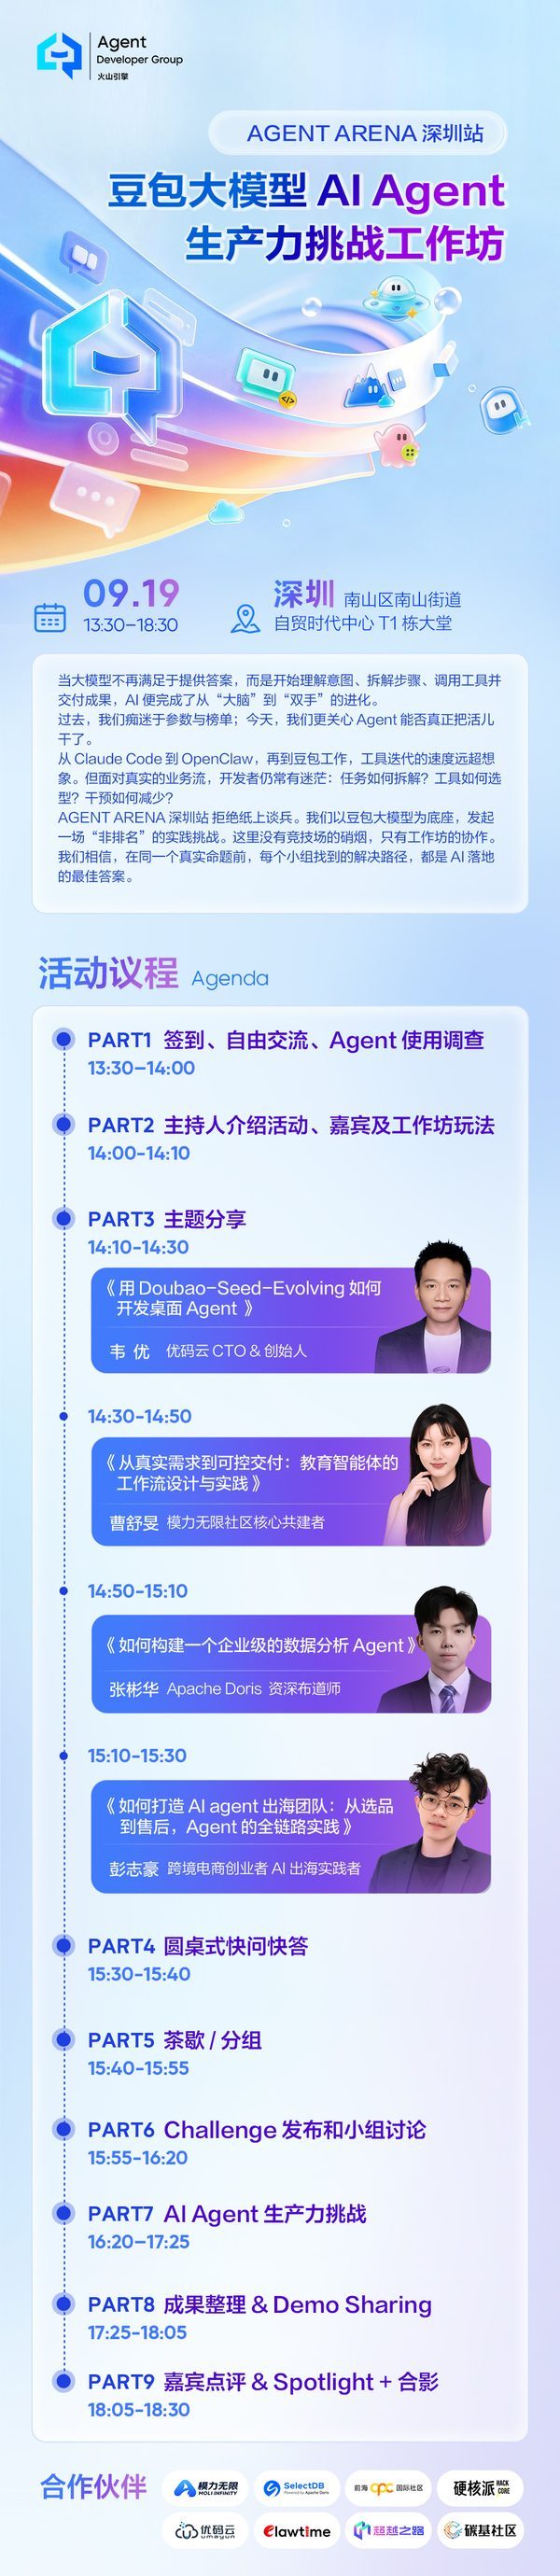 Agent
Developer Group
火山引擎
AGENT ARENA 深圳站
豆包大模型 AI Agent
生产力挑战工作坊
09.19
13:30-18:30
深圳 南山区南山街道
自贸时代中心 T1 栋大堂
当大模型不再满足于提供答案，而是开始理解意图、拆解步骤、调用工具并
交付成果，AI 便完成了从“大脑”到“双手”的进化。
过去，我们痴迷于参数与榜单；今天，我们更关心 Agent 能否真正把活儿
干了。
从 Claude Code 到 OpenClaw，再到豆包工作，工具迭代的速度远超想
象。但面对真实的业务流，开发者仍常有迷茫：任务如何拆解？工具如何选
型？干预如何减少？
AGENT ARENA 深圳站 拒绝纸上谈兵。我们以豆包大模型为底座，发起
一场“非排名”的实践挑战。这里没有竞技场的硝烟，只有工作坊的协作。
我们相信，在同一个真实命题前，每个小组找到的解决路径，都是 AI 落地
的最佳答案。
活动议程 Agenda
PART1 签到、自由交流、Agent 使用调查
13:30-14:00
PART2 主持人介绍活动、嘉宾及工作坊玩法
14:00-14:10
PART3 主题分享
14:10-14:30
《 用 Doubao-Seed-Evolving 如何
开发桌面 Agent 》
韦 优 优码云 CTO & 创始人
14:30-14:50
《 从真实需求到可控交付：教育智能体的
工作流设计与实践 》
曹舒旻 模力无限社区核心共建者
14:50-15:10
《 如何构建一个企业级的数据分析 Agent 》
张彬华 Apache Doris 资深布道师
15:10-15:30
《 如何打造 AI agent 出海团队：从选品
到售后，Agent 的全链路实践 》
彭志豪 跨境电商创业者 AI 出海实践者
PART4 圆桌式快问快答
15:30-15:40
PART5 茶歇 / 分组
15:40-15:55
PART6 Challenge 发布和小组讨论
15:55-16:20
PART7 AI Agent 生产力挑战
16:20-17:25
PART8 成果整理 & Demo Sharing
17:25-18:05
PART9 嘉宾点评 & Spotlight + 合影
18:05-18:30
合作伙伴
模力无限
MOLI INFINITY
SelectDB
Powered by Apache Doris
前海 opc 国际社区
硬核派 HACK CORE
优码云
umayun
Clawtime
超越之路
碳基社区